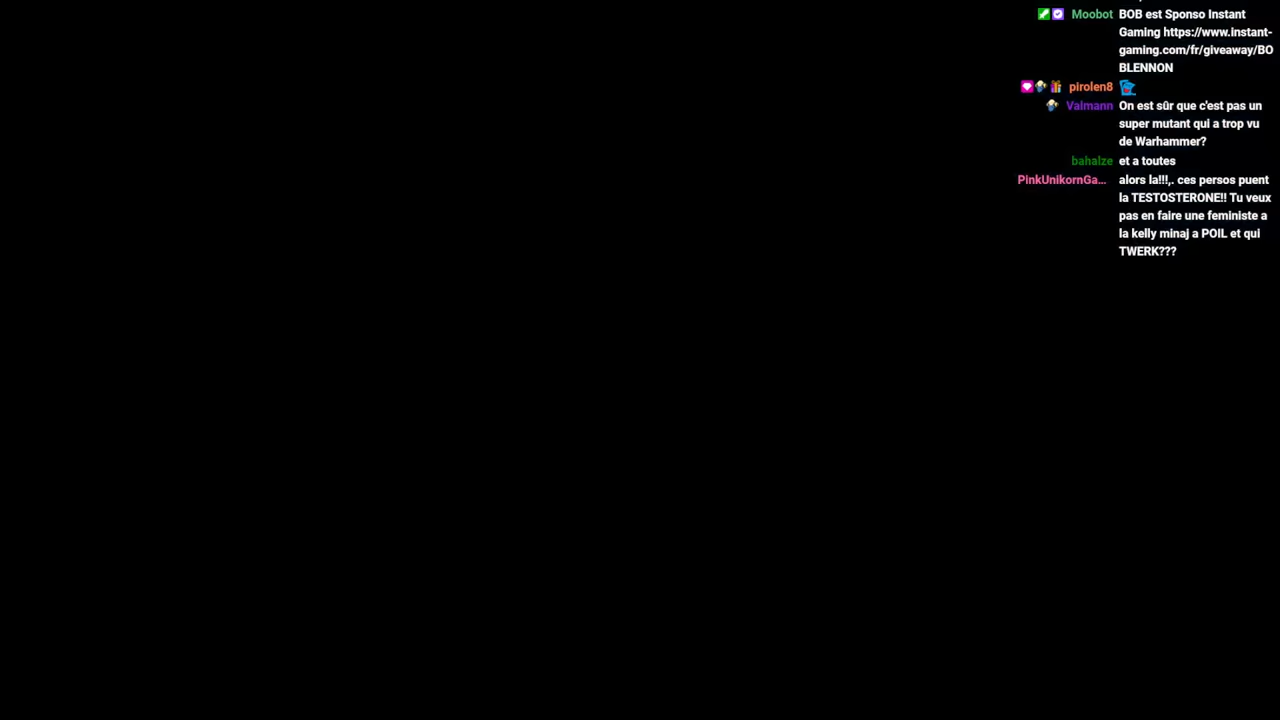 Moobot BOB est Sponso Instant
Gaming https://www.instant-
gaming.com/fr/giveaway/BO
BLENNON
pirolen8
Valmann On est sûr que c'est pas un
super mutant qui a trop vu
de Warhammer?
bahalze et a toutes
PinkUnikornGa... alors la!!!,. ces persos puent
la TESTOSTERONE!! Tu veux
pas en faire une feministe a
la kelly minaj a POIL et qui
TWERK???